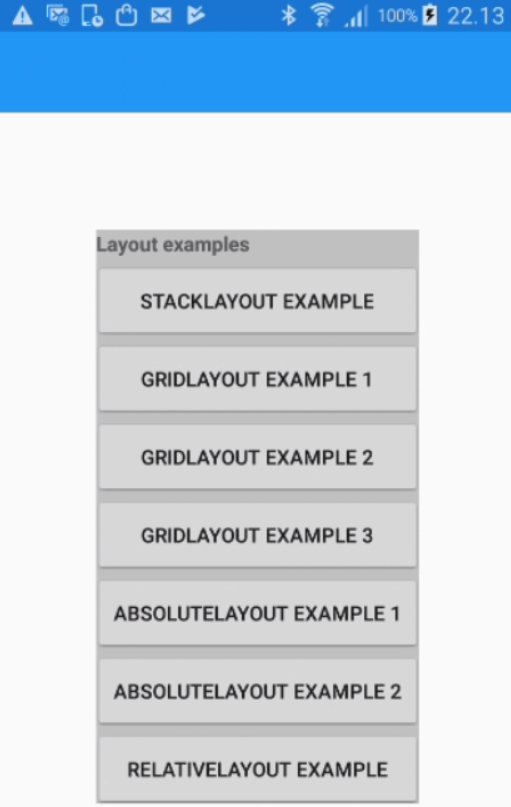 100% 22.13
Layout examples
STACKLAYOUT EXAMPLE
GRIDLAYOUT EXAMPLE 1
GRIDLAYOUT EXAMPLE 2
GRIDLAYOUT EXAMPLE 3
ABSOLUTELAYOUT EXAMPLE 1
ABSOLUTELAYOUT EXAMPLE 2
RELATIVELAYOUT EXAMPLE